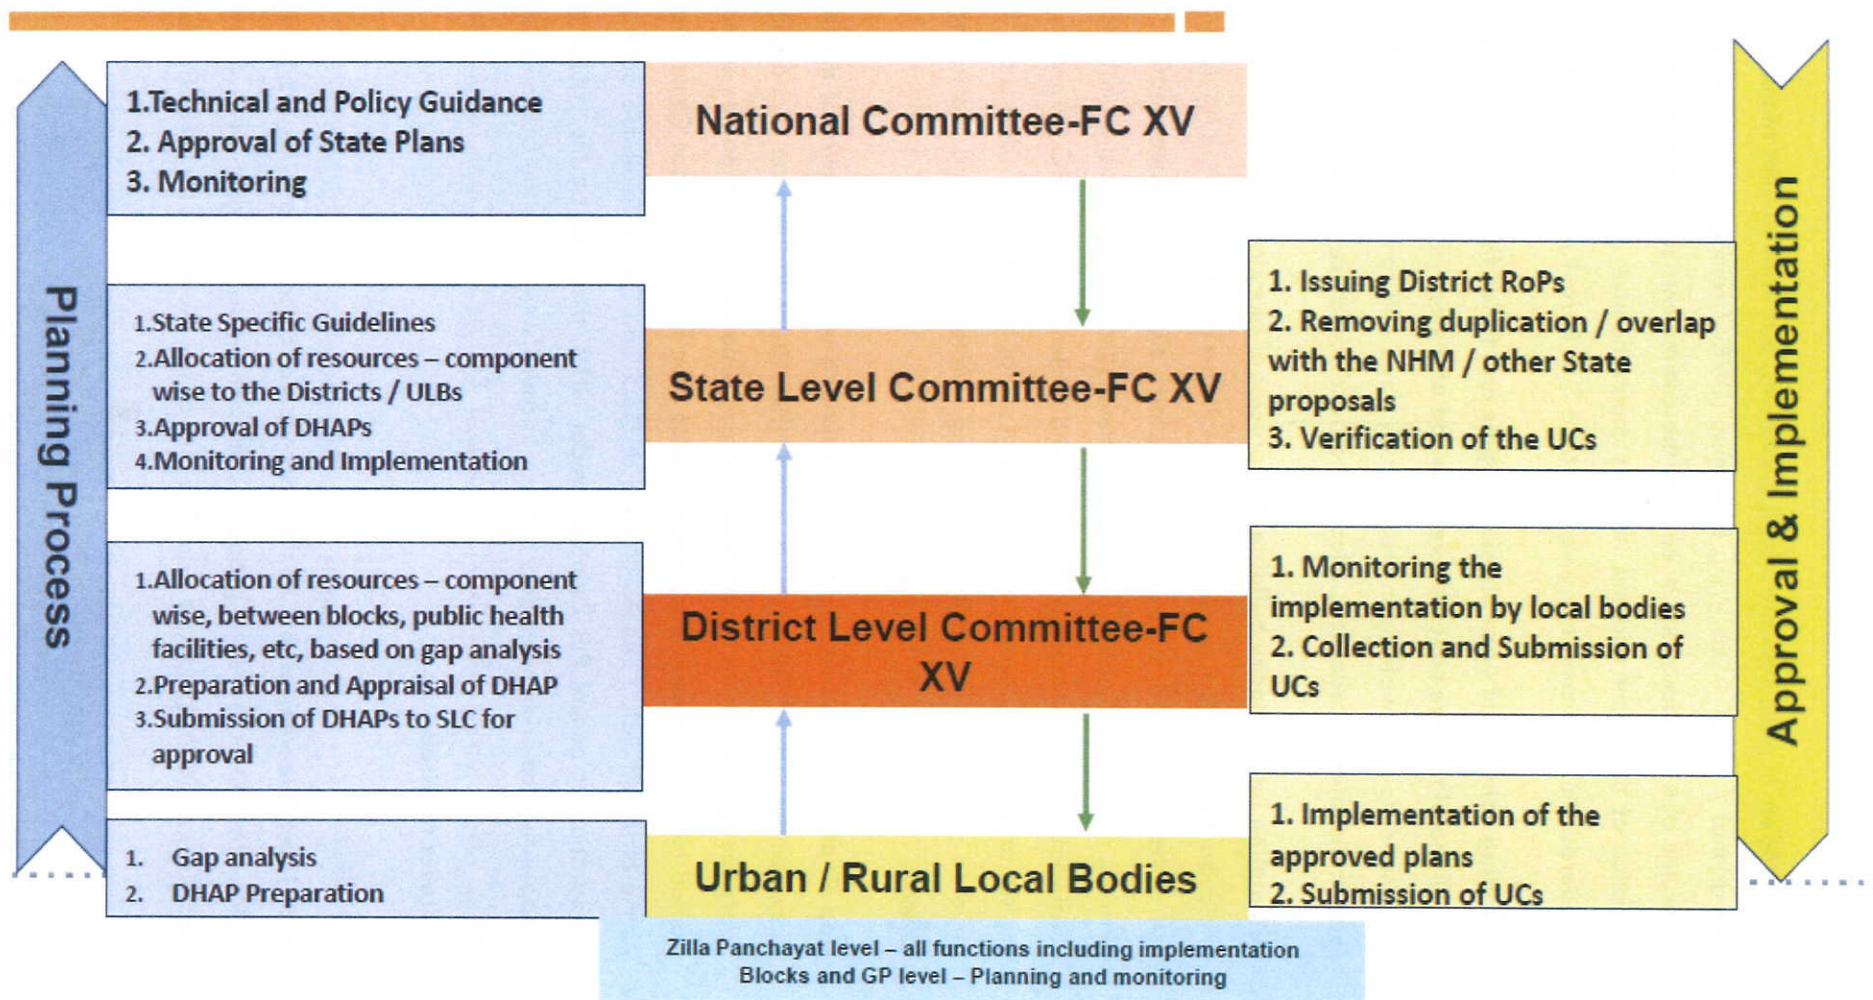 Planning Process
1.Technical and Policy Guidance
2. Approval of State Plans
3. Monitoring
National Committee-FC XV
1.State Specific Guidelines
2.Allocation of resources – component
wise to the Districts / ULBs
3.Approval of DHAPs
4.Monitoring and Implementation
State Level Committee-FC XV
1. Issuing District RoPs
2. Removing duplication / overlap
with the NHM / other State
proposals
3. Verification of the UCs
1.Allocation of resources – component
wise, between blocks, public health
facilities, etc, based on gap analysis
2.Preparation and Appraisal of DHAP
3.Submission of DHAPs to SLC for
approval
District Level Committee-FC
XV
1. Monitoring the
implementation by local bodies
2. Collection and Submission of
UCs
1. Gap analysis
2. DHAP Preparation
Urban / Rural Local Bodies
1. Implementation of the
approved plans
2. Submission of UCs
Zilla Panchayat level – all functions including implementation
Blocks and GP level – Planning and monitoring
Approval & Implementation